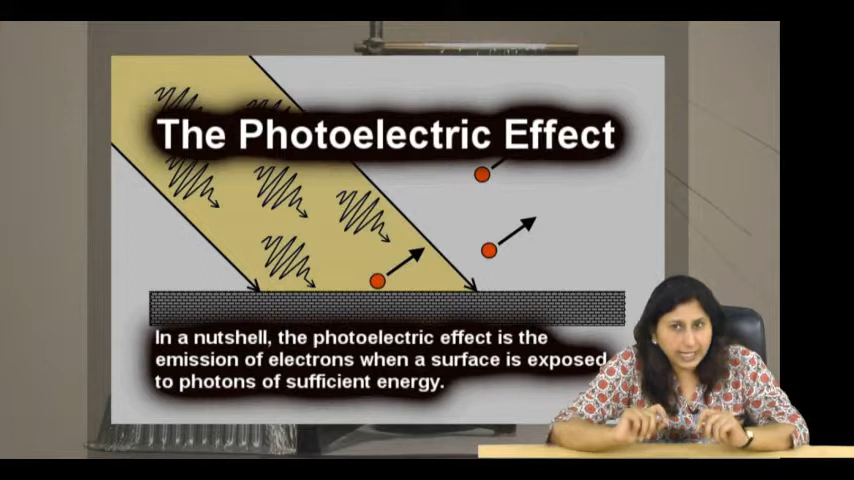 The Photoelectric Effect
In a nutshell, the photoelectric effect is the
emission of electrons when a surface is exposed
to photons of sufficient energy.